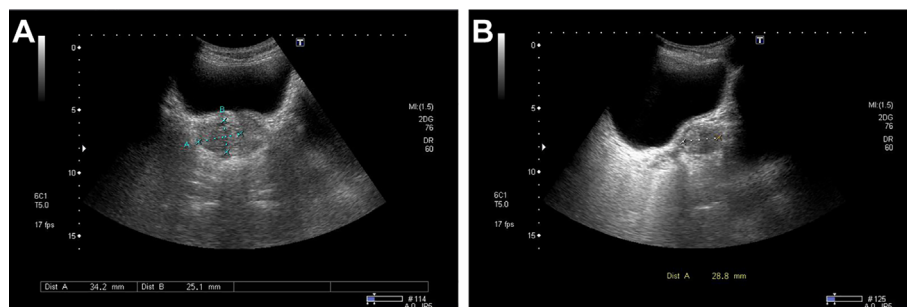 A
T
0
5
10
15
MI:(1.5)
2DG
76
DR
60
6C1
T5.0
17 fps
B
A
Dist A 34.2 mm Dist B 25.1 mm
#114
B
T
0
5
10
15
MI:(1.5)
2DG
76
DR
60
6C1
T5.0
17 fps
Dist A 28.8 mm
#125